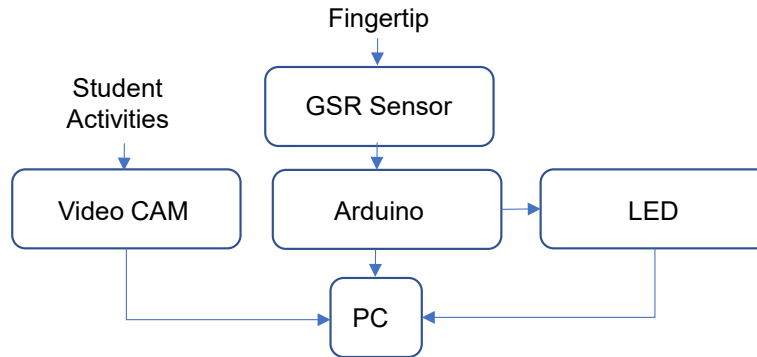 Fingertip
Student
Activities
GSR Sensor
Video CAM
Arduino
LED
PC